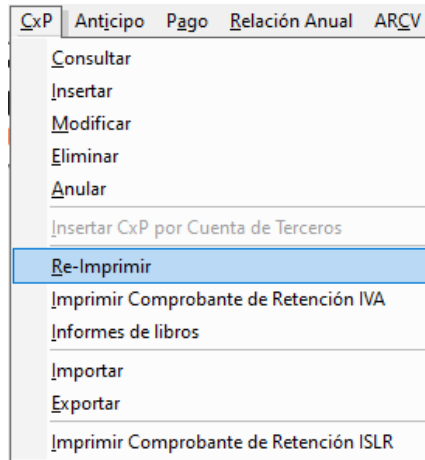 CxP Anticipo Pago Relación Anual ARCV
Consultar
Insertar
Modificar
Eliminar
Anular
Insertar CxP por Cuenta de Terceros
Re-Imprimir
Imprimir Comprobante de Retención IVA
Informes de libros
Importar
Exportar
Imprimir Comprobante de Retención ISLR